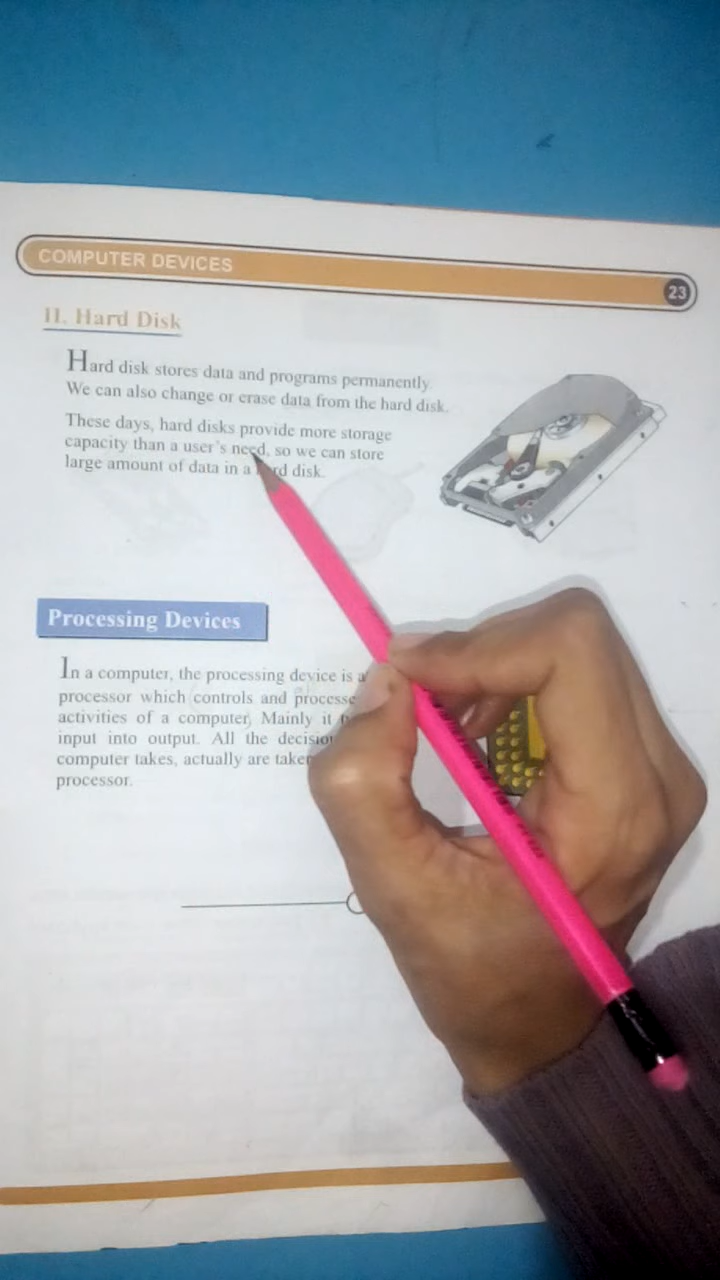 COMPUTER DEVICES
23
II. Hard Disk
Hard disk stores data and programs permanently.
We can also change or erase data from the hard disk.
These days, hard disks provide more storage
capacity than a user's need, so we can store
large amount of data in a hard disk.
Processing Devices
In a computer, the processing device is a
processor which controls and
activities of a computer. Mainly it
input into output. All the
computer takes, actually are
processor.